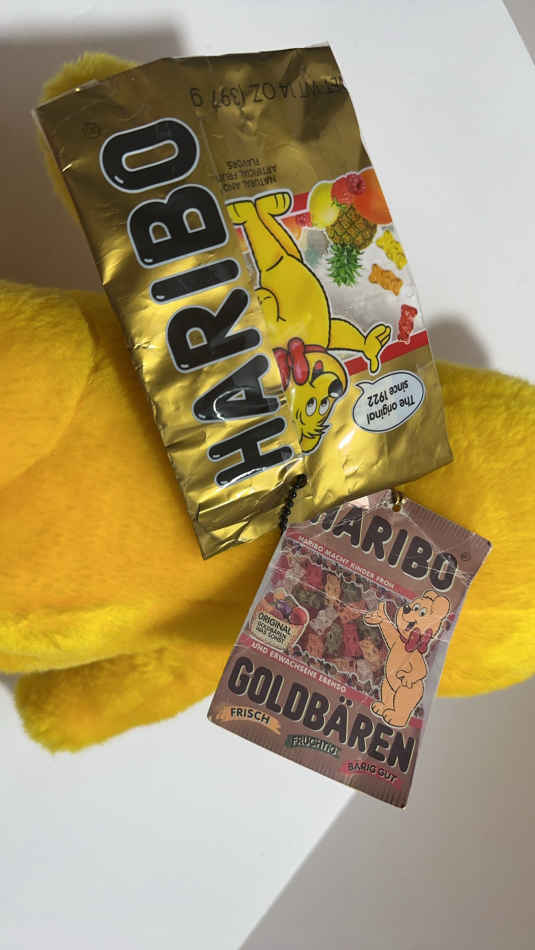 NET WT 14 OZ (397 g
NATURAL AND
ARTIFICIAL FRUIT
FLAVORS
HARIBO
The original
since 1922
HARIBO
HARIBO MACHT KINDER FROH
ORIGINAL
GOLDBÄREN
UND ERWACHSENE EBENSO
GOLDBÄREN
FRISCH
FRUCHTIG
BÄRIG GUT